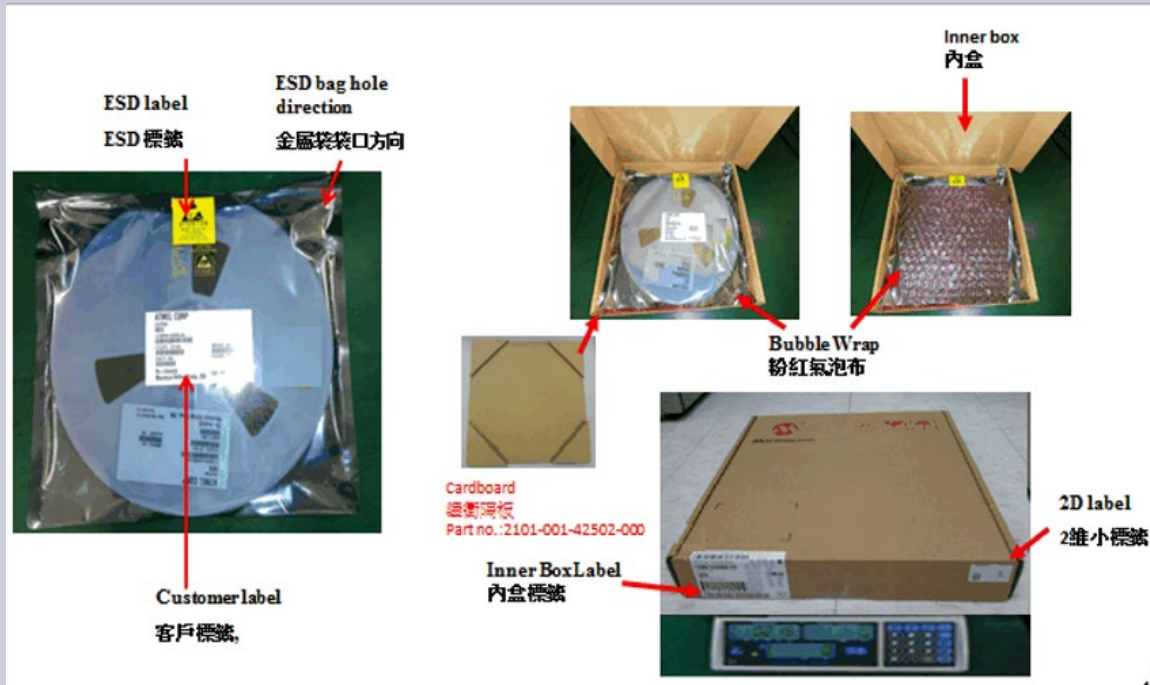 ESD label
ESD 標籤
ESD bag hole
direction
金屬袋袋口方向
Inner box
內盒
ATMEL CORP
Bubble Wrap
粉紅氣泡布
Cardboard
緩衝隔板
Part no.:2101-001-42502-000
2D label
2維小標籤
Inner Box Label
內盒標籤
Customer label
客戶標籤,